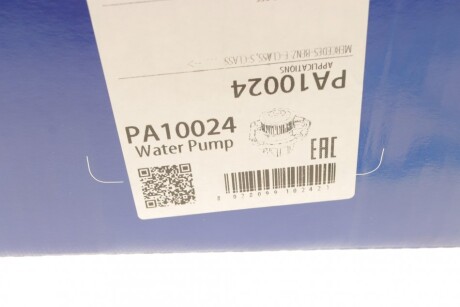 MERCEDES-BENZ E-CLASS, S-CLASS
APPLICATIONS
PA10024
PA10024
Water Pump
EAC